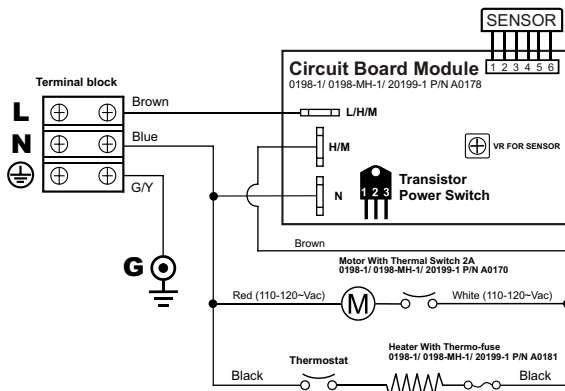 SENSOR
1 2 3 4 5 6
Circuit Board Module
0198-1/ 0198-MH-1/ 20199-1 P/N A0178
Terminal block
L
Brown
L/H/M
N
Blue
H/M
VR FOR SENSOR
G/Y
1 2 3
Transistor
Power Switch
N
G
Brown
Motor With Thermal Switch 2A
0198-1/ 0198-MH-1/ 20199-1 P/N A0170
Red (110-120~Vac)
M
White (110-120~Vac)
Thermostat
Heater With Thermo-fuse
0198-1/ 0198-MH-1/ 20199-1 P/N A0181
Black
Black